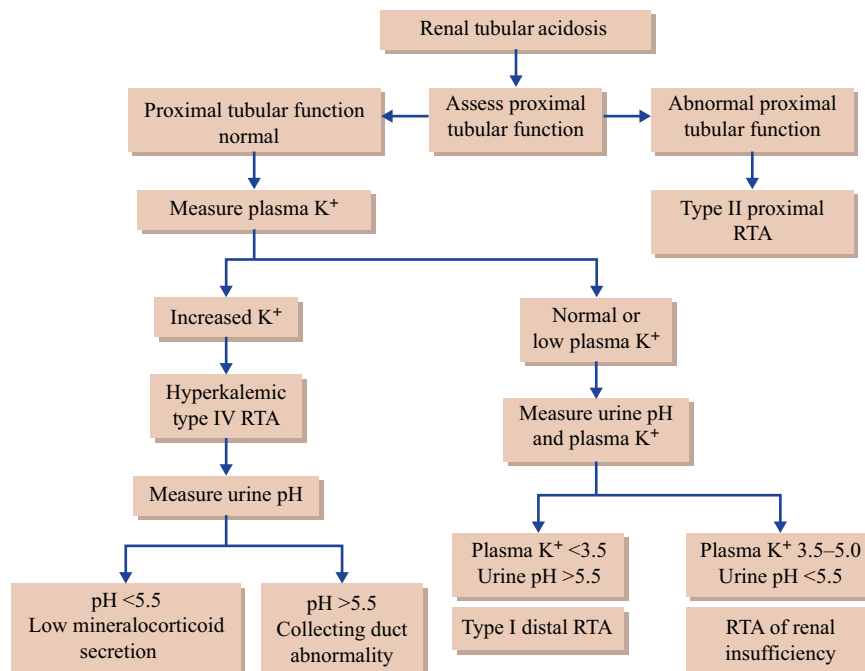 Renal tubular acidosis
Proximal tubular function
normal
Assess proximal
tubular function
Abnormal proximal
tubular function
Measure plasma K⁺
Type II proximal
RTA
Increased K⁺
Normal or
low plasma K⁺
Hyperkalemic
type IV RTA
Measure urine pH
and plasma K⁺
Measure urine pH
Plasma K⁺ <3.5
Urine pH >5.5
Plasma K⁺ 3.5–5.0
Urine pH <5.5
pH <5.5
Low mineralocorticoid
secretion
pH >5.5
Collecting duct
abnormality
Type I distal RTA
RTA of renal
insufficiency